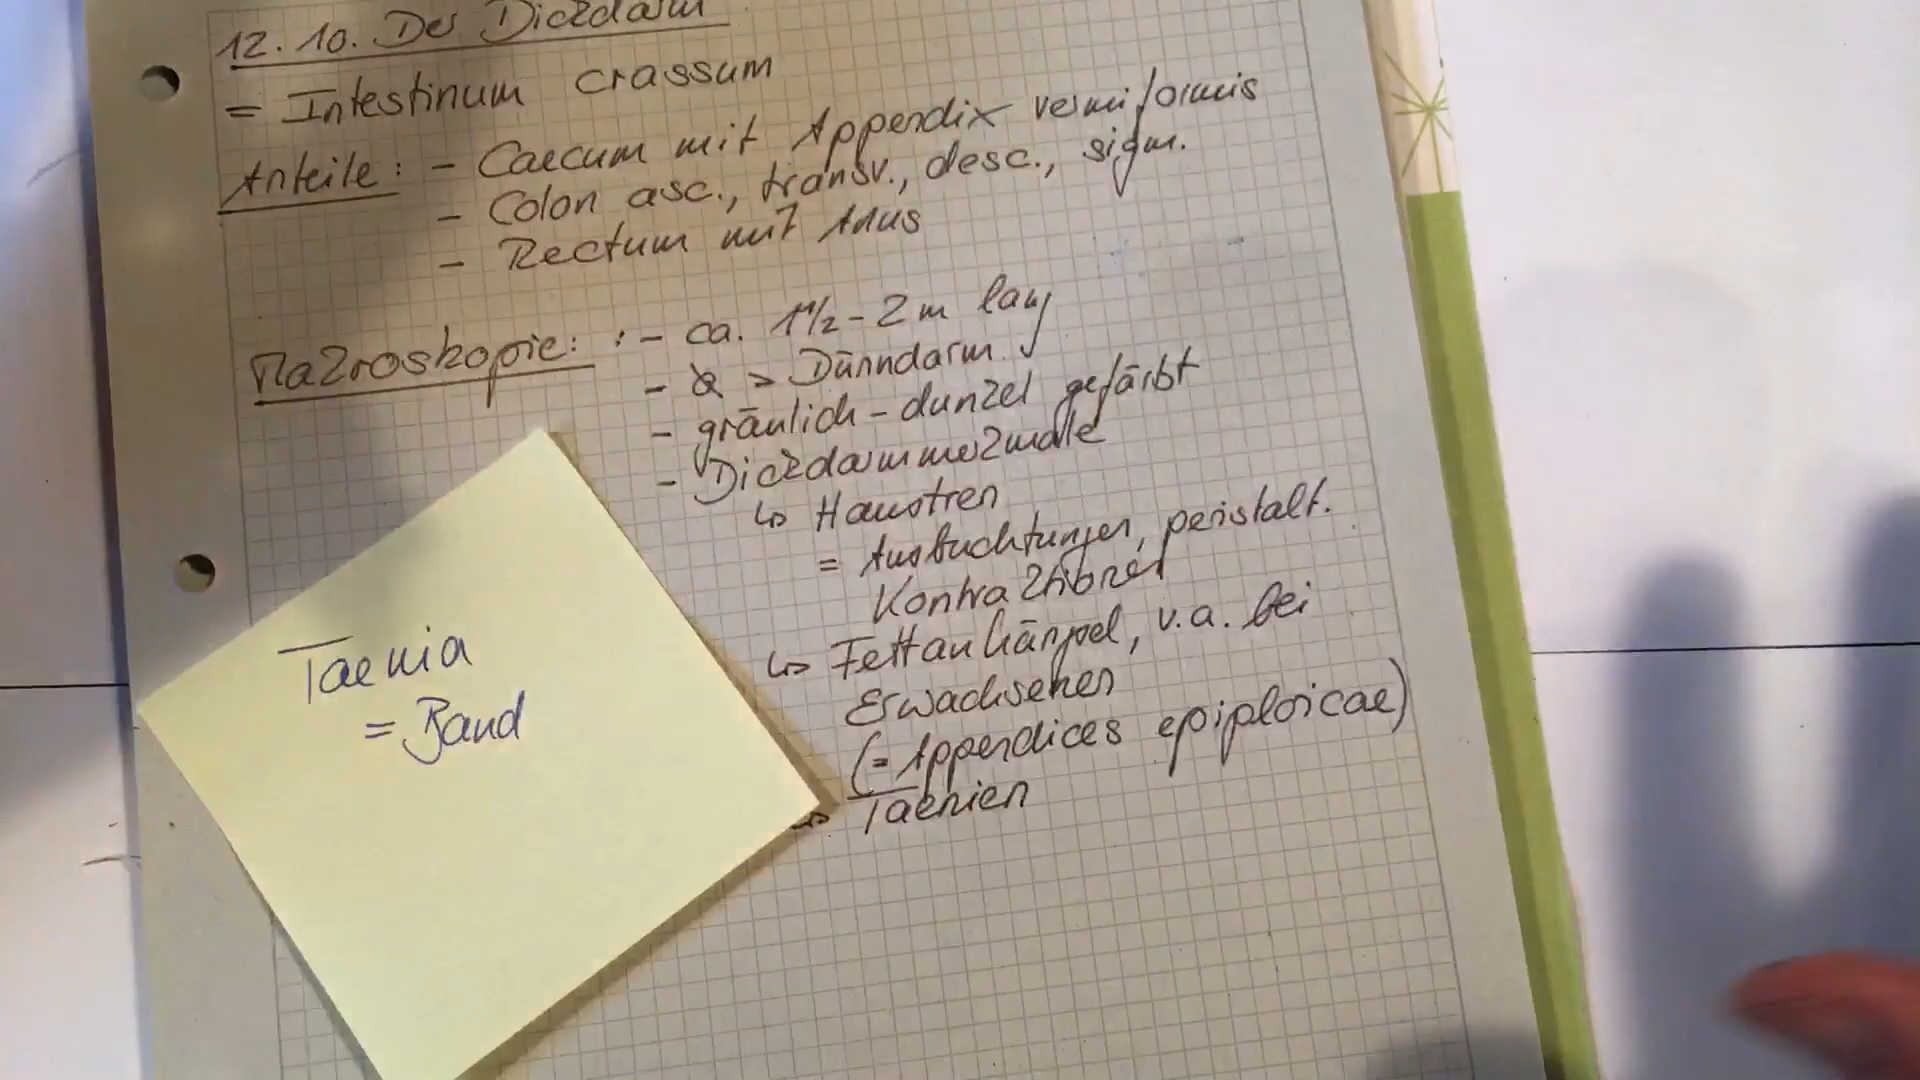 12.10. Der Dickdarm
= Intestinum crassum
Anteile: - Caecum mit Appendix vermiformis
- Colon asc., transv., desc., sigm.
- Rectum mit Anus
Makroskopie: : - ca. 1 1/2 - 2 m lang
- > Dünndarm
- gräulich - dunkel gefärbt
- Dickdarmmerkmale
↳ Haustren
= Ausbuchtungen, peristalt.
Kontraktionen
↳ Fettanhängsel, v.a. bei
Erwachsenen
(= Appendices epiploicae)
↳ Taenien
Taenia
= Band